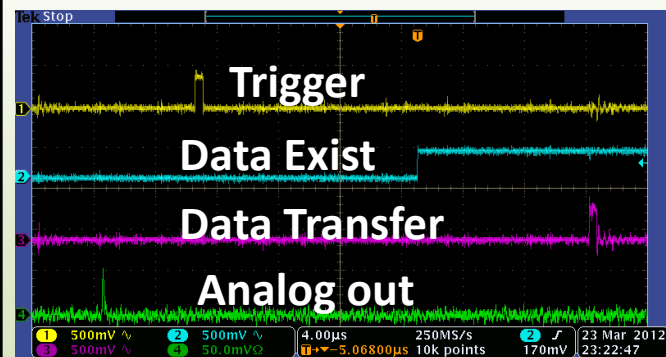 Tek Stop
T
T
1
Trigger
2
Data Exist
3
Data Transfer
4
Analog out
1 500mV 2 500mV 4.00µs 250MS/s 2 23 Mar 2012
3 500mV 4 50.0mVΩ T→▼−5.06800µs 10k points 170mV 23:22:47